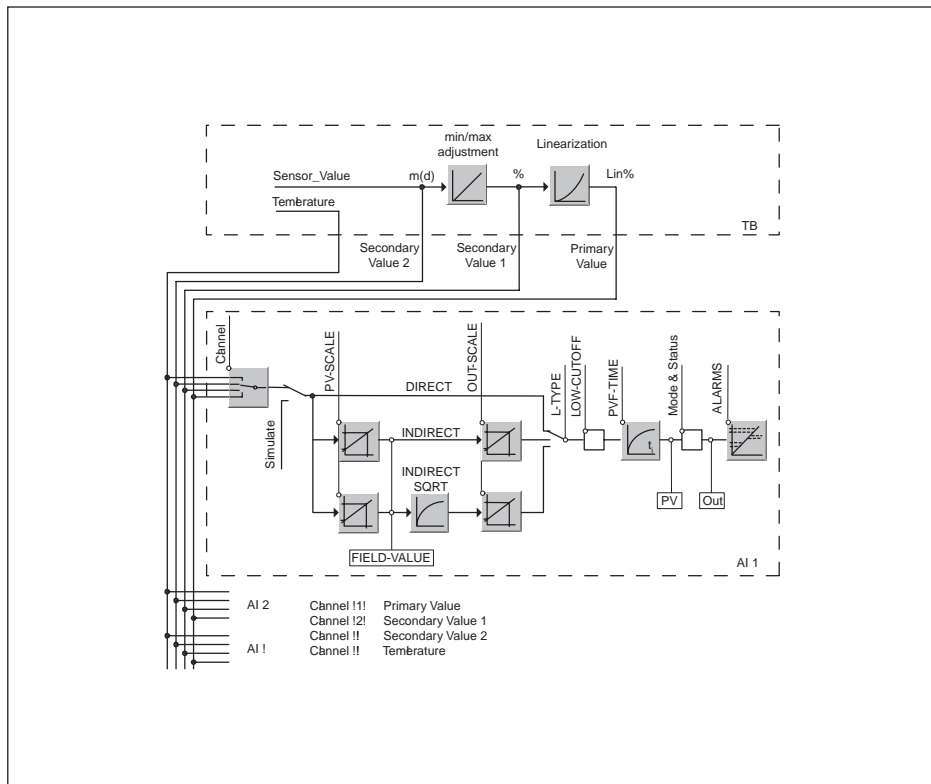 min/max
adjustment
Linearization
Sensor_Value
m(d)
%
Lin%
TB
Secondary
Value 2
Secondary
Value 1
Primary
Value
Channel
PV-SCALE
OUT-SCALE
L-TYPE
LOW-CUTOFF
PVF-TIME
Mode & Status
ALARMS
DIRECT
Simulate
INDIRECT
INDIRECT
SQRT
PV
Out
FIELD-VALUE
AI 1
AI 2
Channel !1! Primary Value
Channel !2! Secondary Value 1
Channel !! Secondary Value 2
AI !
Channel !!